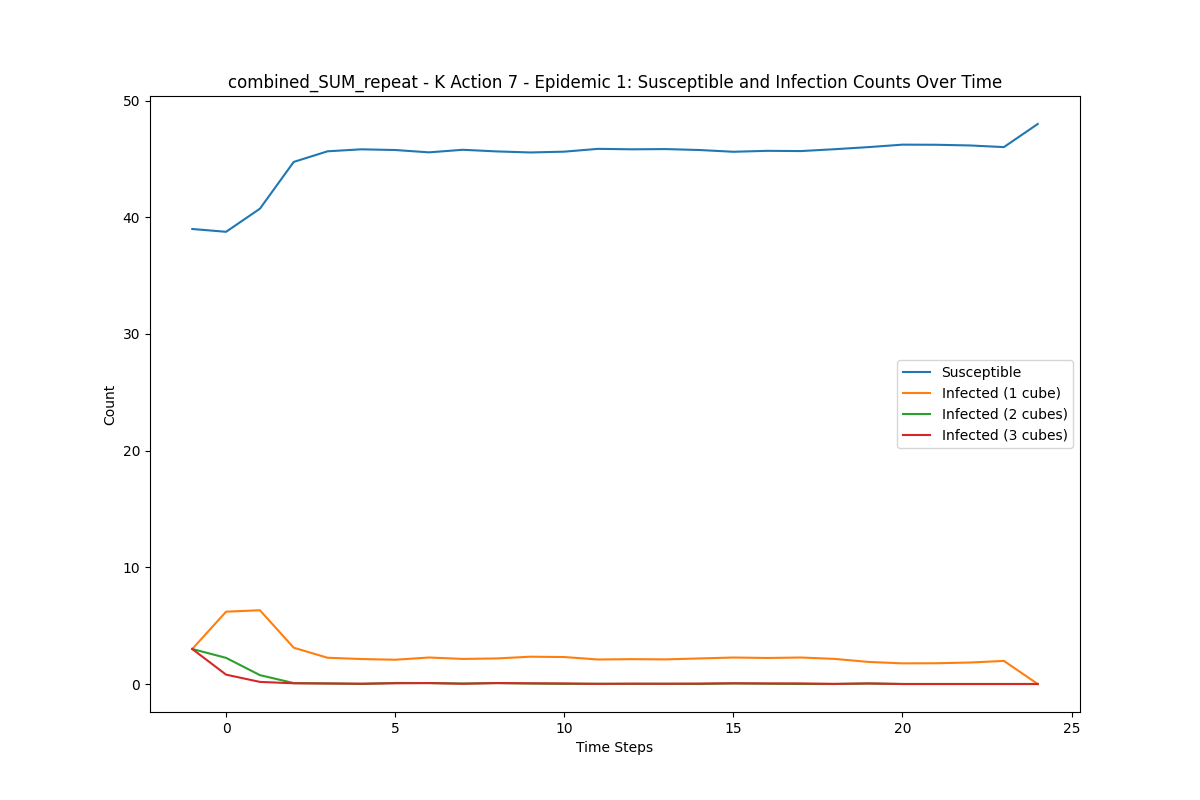 combined_SUM_repeat - K Action 7 - Epidemic 1: Susceptible and Infection Counts Over Time
50
40
30
20
10
0
Count
Susceptible
Infected (1 cube)
Infected (2 cubes)
Infected (3 cubes)
0 5 10 15 20 25
Time Steps